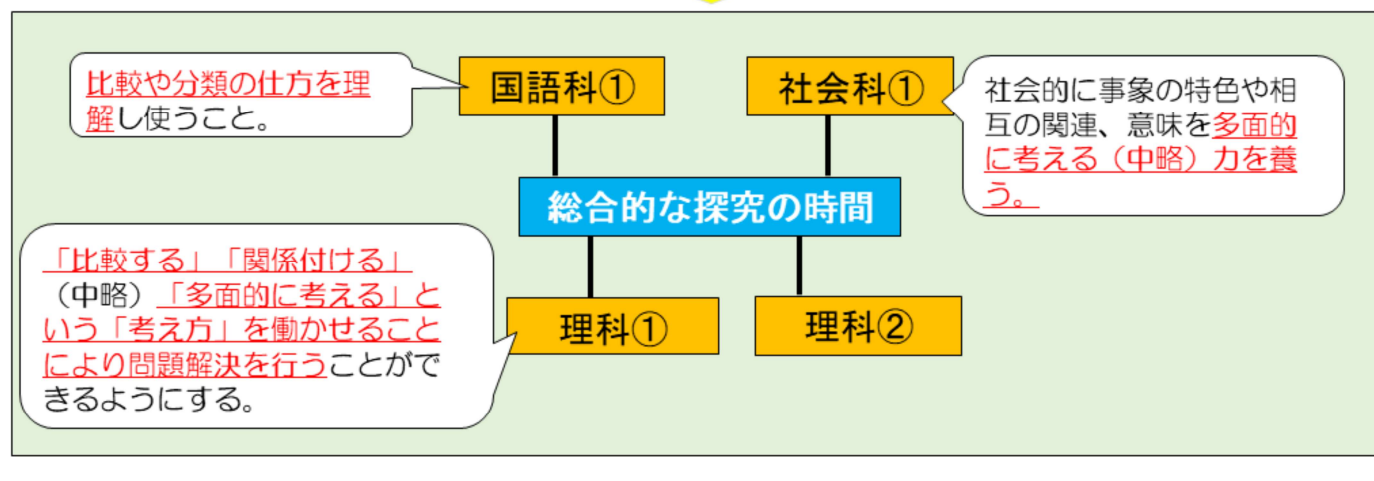 比較や分類の仕方を理
解し使うこと。
国語科①
社会科①
社会的に事象の特色や相
互の関連、意味を多面的
に考える（中略）力を養
う。
総合的な探究の時間
「比較する」「関係付ける」
（中略）「多面的に考える」と
いう「考え方」を働かせること
により問題解決を行うことがで
きるようにする。
理科①
理科②